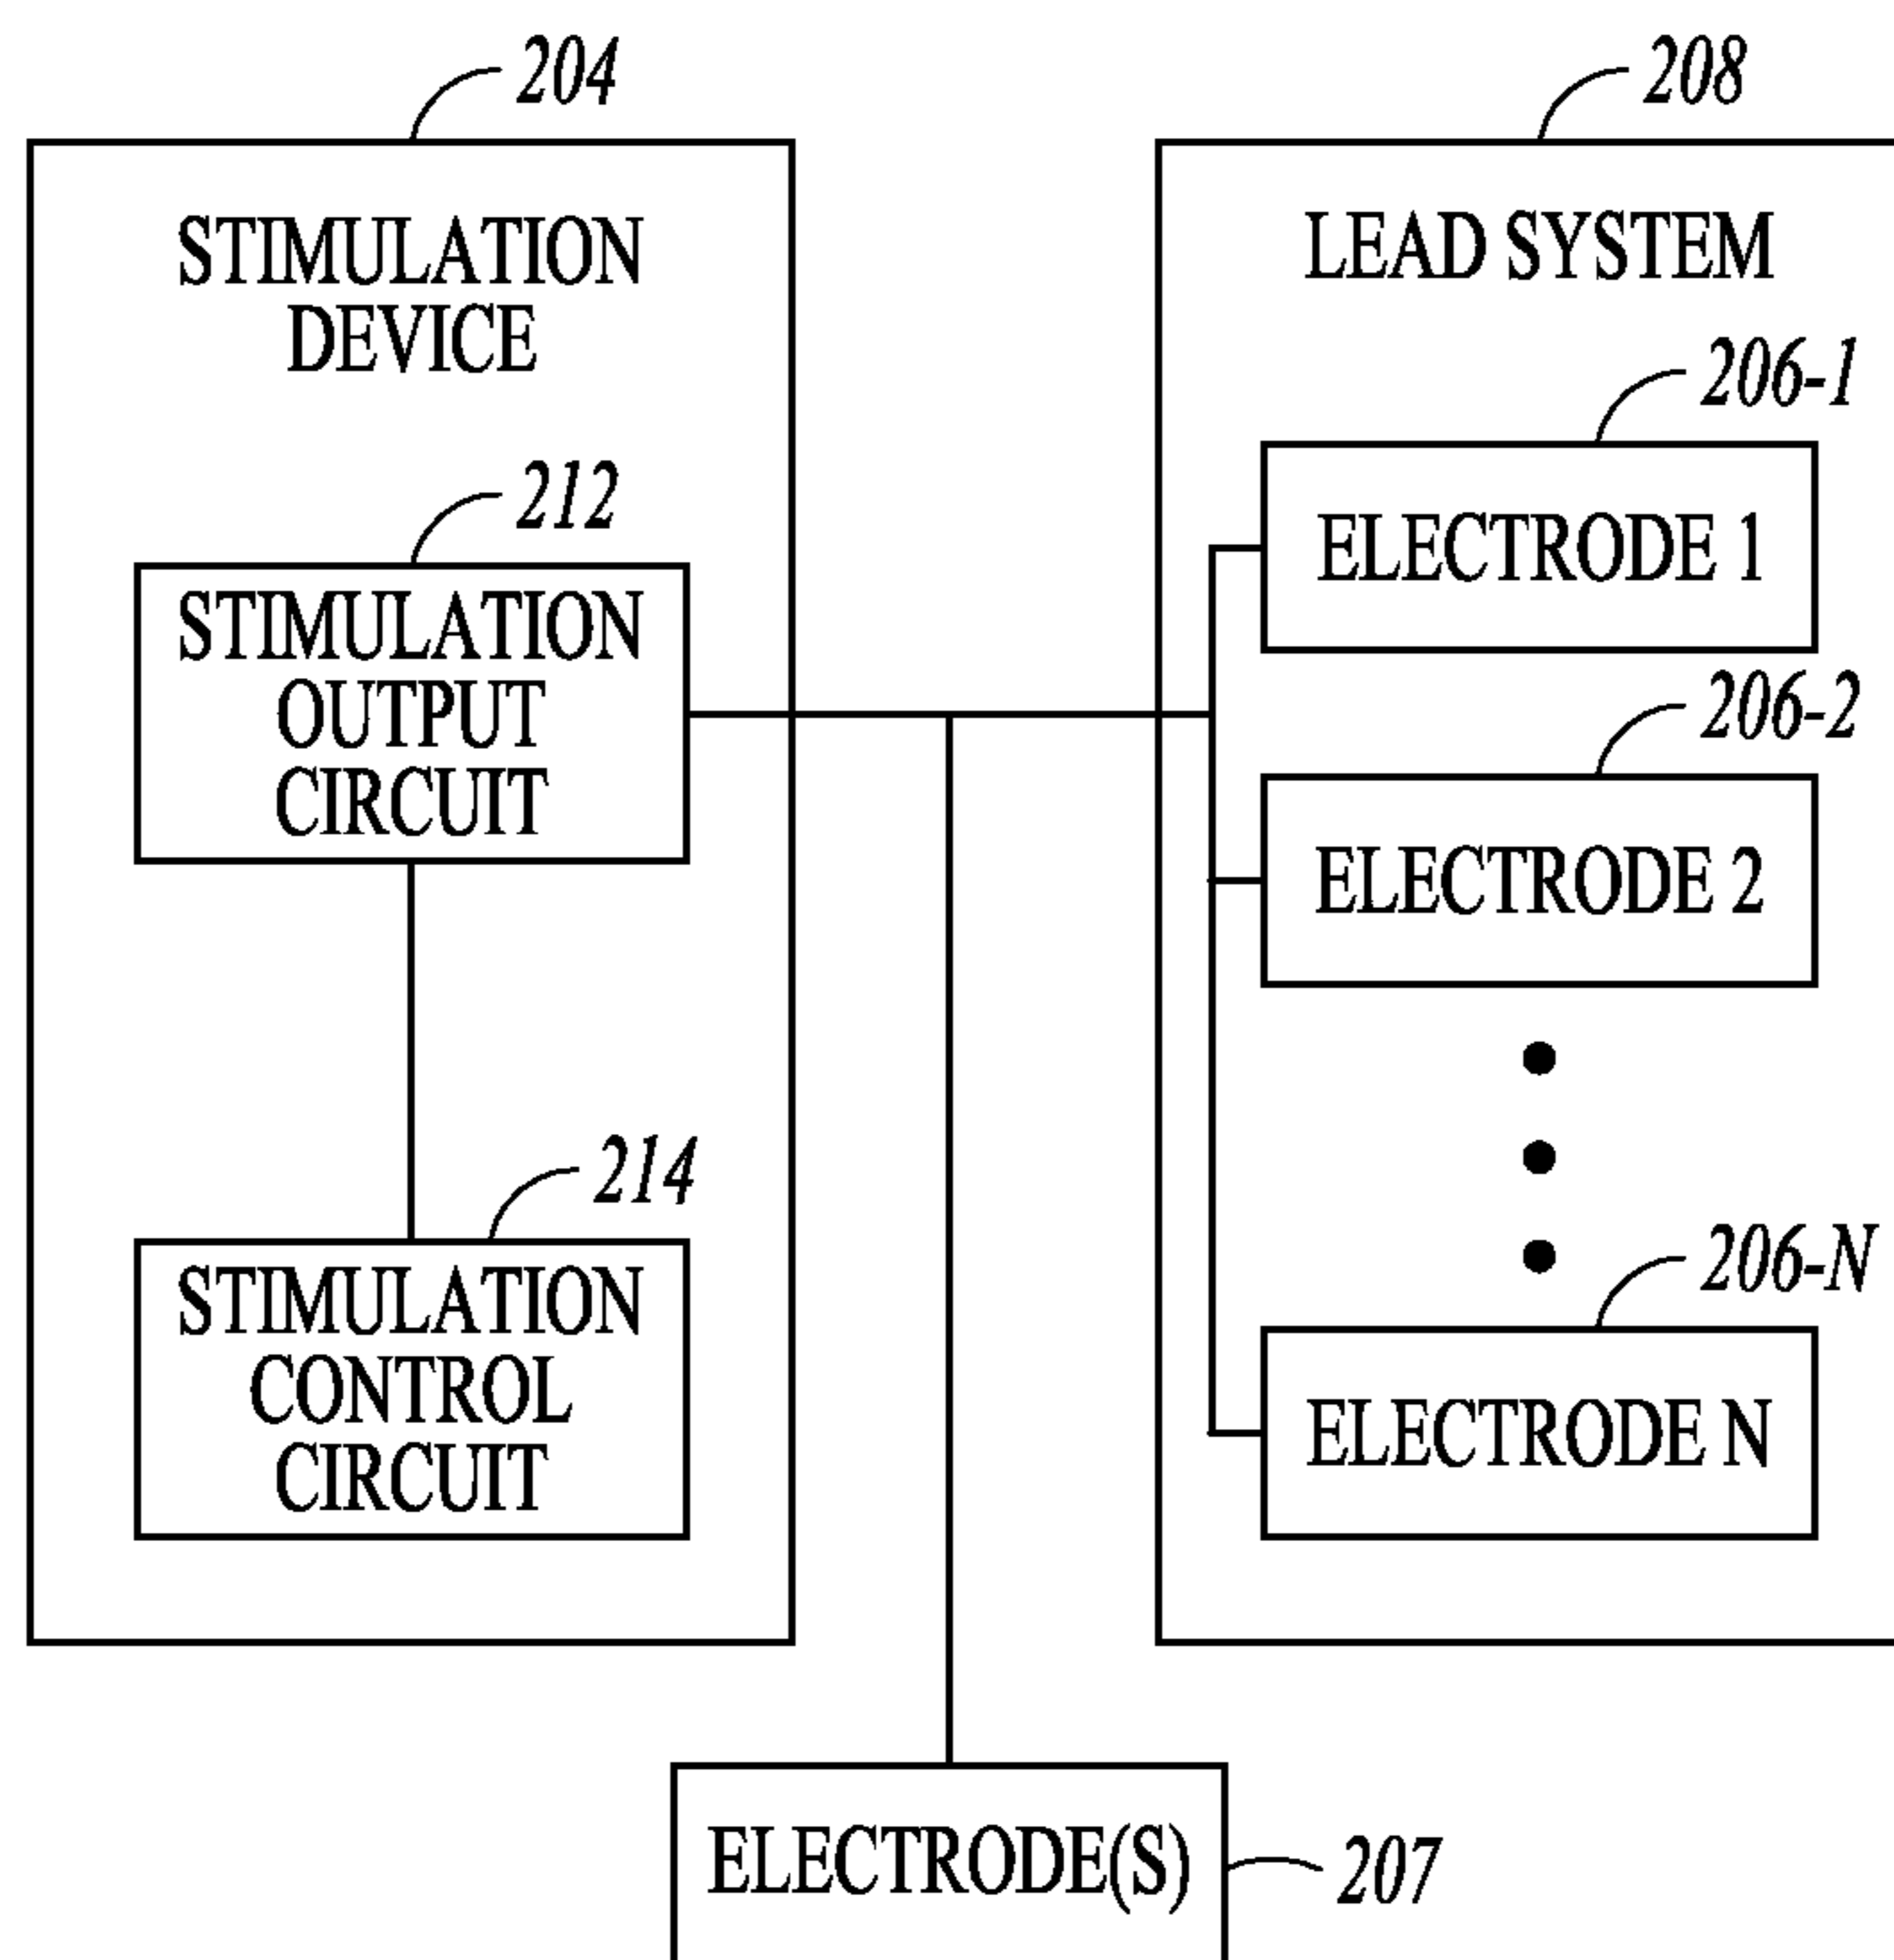 204
STIMULATION
DEVICE
212
STIMULATION
OUTPUT
CIRCUIT
214
STIMULATION
CONTROL
CIRCUIT
208
LEAD SYSTEM
206-1
ELECTRODE 1
206-2
ELECTRODE 2
206-N
ELECTRODE N
ELECTRODE(S)
207